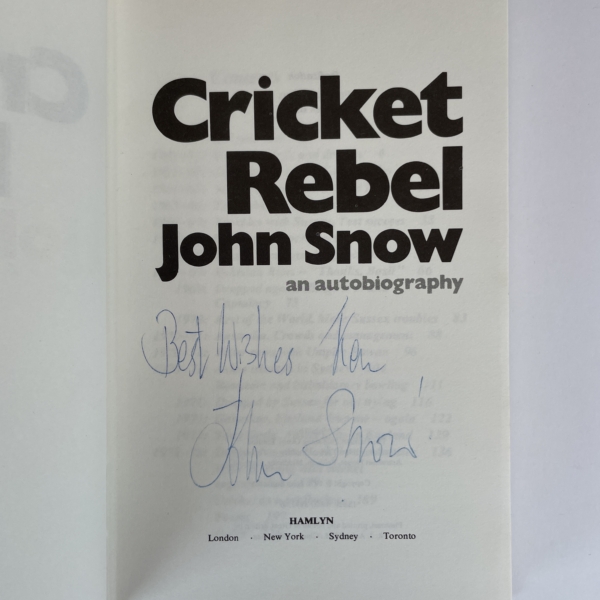 Cricket
Rebel
John Snow
an autobiography
Best Wishes Ken
John Snow
HAMLYN
London · New York · Sydney · Toronto